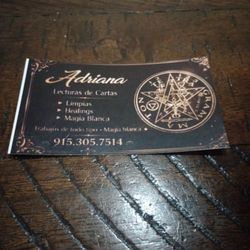 Adriana
Lecturas de Cartas
Limpias
Healings
Magia Blanca
Trabajos de todo tipo • Magia blanca •
915.305.7514